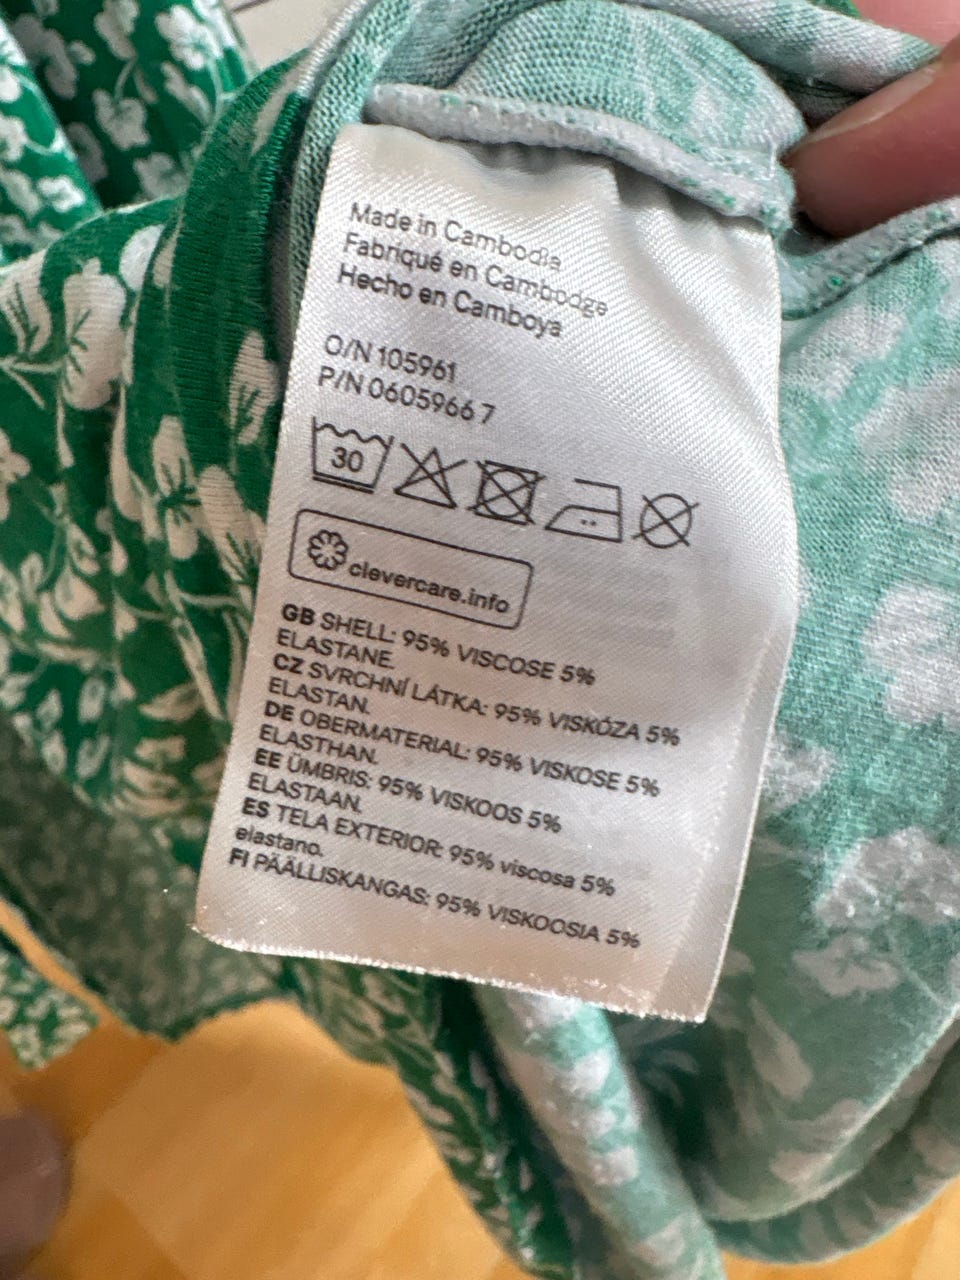 Made in Cambodia
Fabriqué en Cambodge
Hecho en Camboya
O/N 105961
P/N 0605966 7
30
clevercare.info
GB SHELL: 95% VISCOSE 5%
ELASTANE.
CZ SVRCHNÍ LÁTKA: 95% VISKÓZA 5%
ELASTAN.
DE OBERMATERIAL: 95% VISKOSE 5%
ELASTHAN.
EE ÜMBRIS: 95% VISKOOS 5%
ELASTAAN.
ES TELA EXTERIOR: 95% viscosa 5%
elastano.
FI PÄÄLLISKANGAS: 95% VISKOOSIA 5%